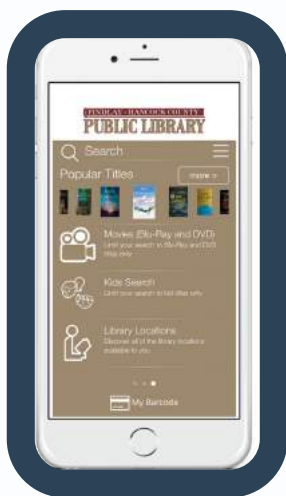 FINDLAY-HANCOCK COUNTY
PUBLIC LIBRARY
Search
Popular Titles
more >
Movies (Blu-Ray and DVD)
Limit your search to Blu-Ray and DVD
titles only
Kids Search
Limit your search to kid titles only
Library Locations
Discover all of the library locations
available to you
My Barcode